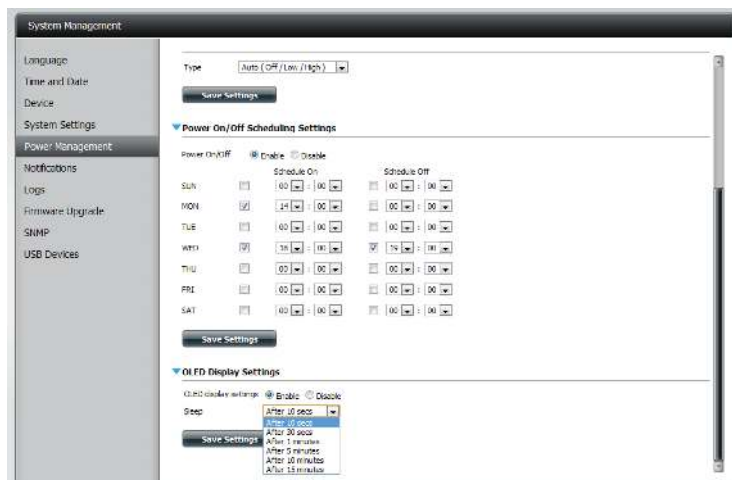 System Management
Language
Time and Date
Device
System Settings
Power Management
Notifications
Logs
Firmware Upgrade
SNMP
USB Devices
Type Auto ( Off / Low / High )
Save Settings
Power On/Off Scheduling Settings
Power On/Off Enable Disable
Schedule On Schedule Off
SUN 00 : 00 00 : 00
MON 14 : 00 00 : 00
TUE 00 : 00 00 : 00
WED 16 : 00 19 : 00
THU 00 : 00 00 : 00
FRI 00 : 00 00 : 00
SAT 00 : 00 00 : 00
Save Settings
OLED Display Settings
OLED display settings Enable Disable
Sleep After 10 secs
After 10 secs
After 30 secs
After 1 minutes
After 5 minutes
After 10 minutes
After 15 minutes
Save Settings